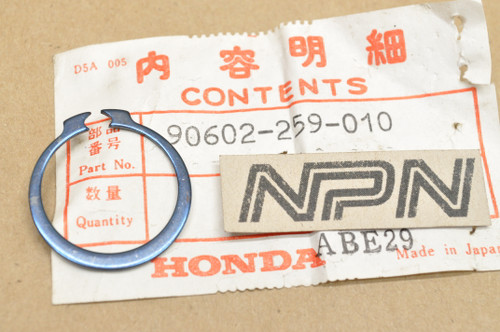 D5A 005
内容明細
CONTENTS
部品番号
Part No.
90602-259-010
数量
Quantity
NPN
ABE29
HONDA
Made in Japan